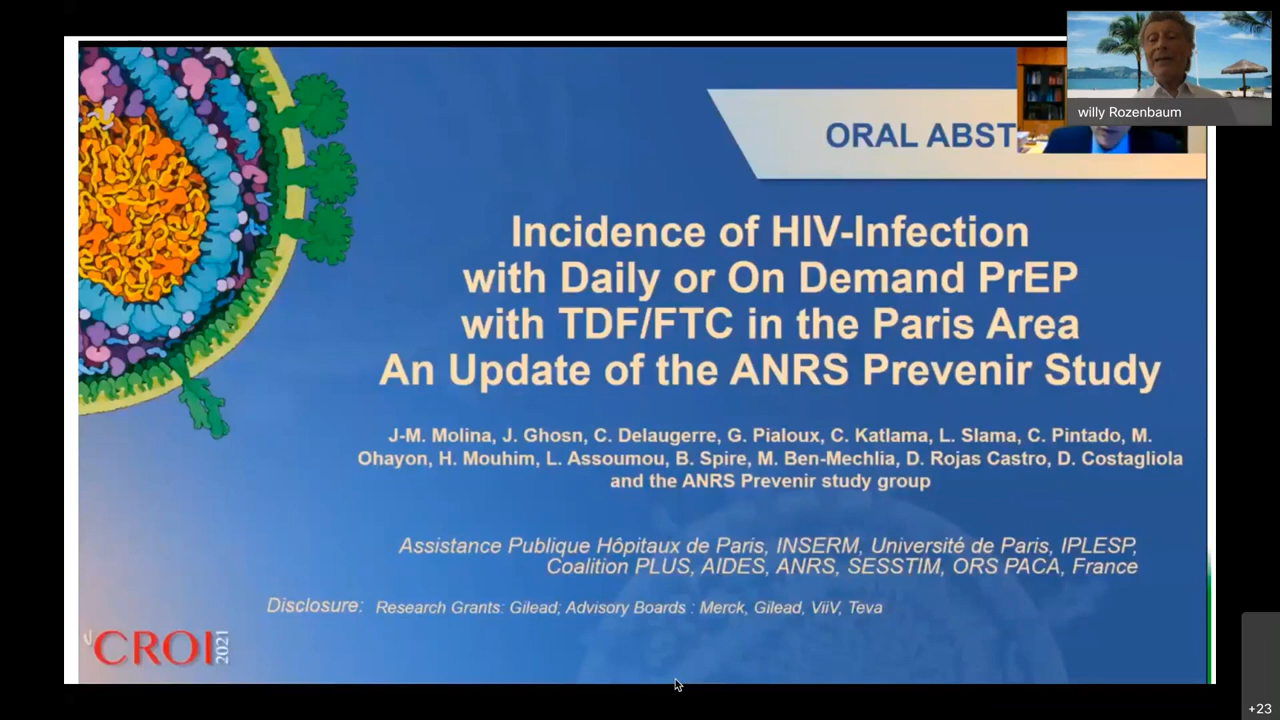 willy Rozenbaum
ORAL ABST
Incidence of HIV-Infection
with Daily or On Demand PrEP
with TDF/FTC in the Paris Area
An Update of the ANRS Prevenir Study
J-M. Molina, J. Ghosn, C. Delaugerre, G. Pialoux, C. Katlama, L. Slama, C. Pintado, M.
Ohayon, H. Mouhim, L. Assoumou, B. Spire, M. Ben-Mechlia, D. Rojas Castro, D. Costagliola
and the ANRS Prevenir study group
Assistance Publique Hôpitaux de Paris, INSERM, Université de Paris, IPLESP,
Coalition PLUS, AIDES, ANRS, SESSTIM, ORS PACA, France
Disclosure: Research Grants: Gilead; Advisory Boards : Merck, Gilead, ViiV, Teva
vCROI 2021
+23